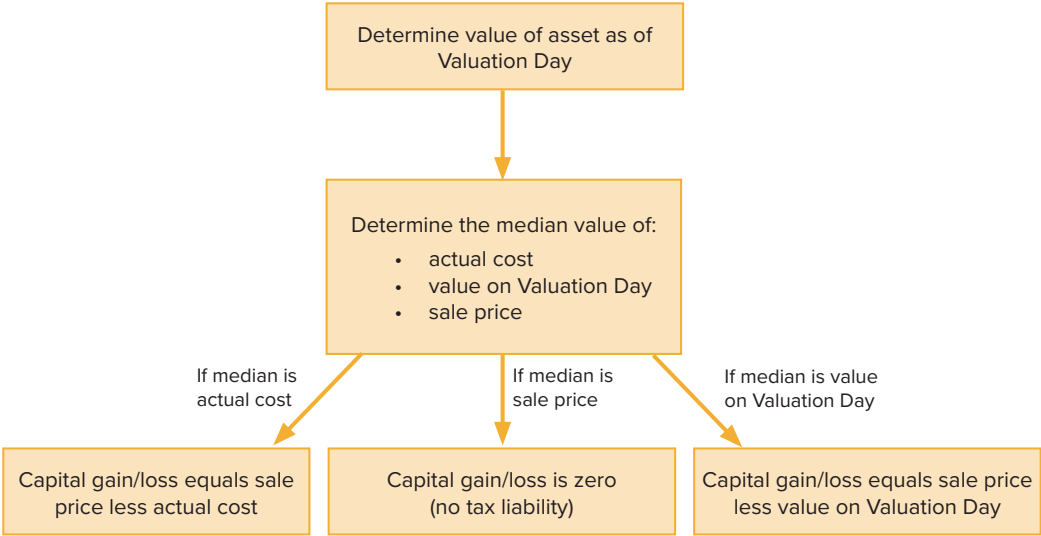 Determine value of asset as of
Valuation Day
Determine the median value of:
• actual cost
• value on Valuation Day
• sale price
If median is
actual cost
If median is
sale price
If median is value
on Valuation Day
Capital gain/loss equals sale
price less actual cost
Capital gain/loss is zero
(no tax liability)
Capital gain/loss equals sale price
less value on Valuation Day